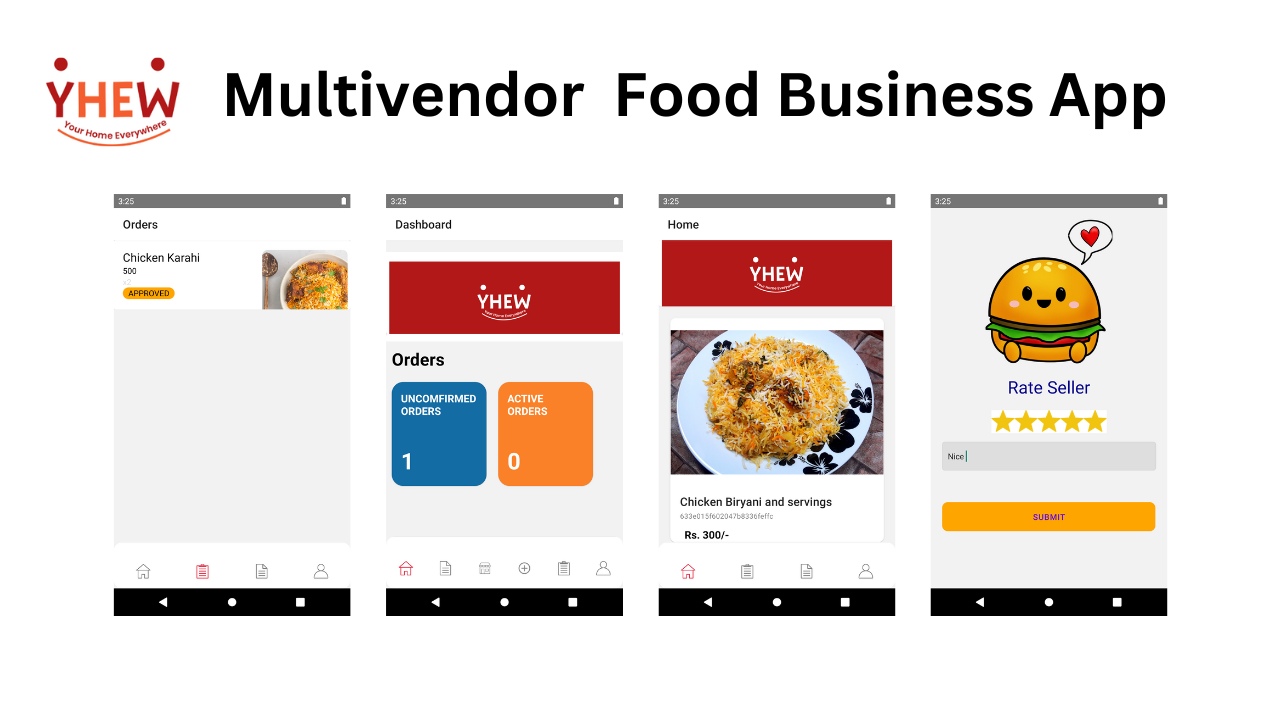 YHEW
Your Home Everywhere
Multivendor Food Business App
3:25
Orders
Chicken Karahi
500
x2
APPROVED
3:25
Dashboard
YHEW
Your Home Everywhere
Orders
UNCOMFIRMED
ORDERS
1
ACTIVE
ORDERS
0
3:25
Home
YHEW
Your Home Everywhere
Chicken Biryani and servings
633e015f602047b8336feffc
Rs. 300/-
3:25
Rate Seller
Nice
SUBMIT